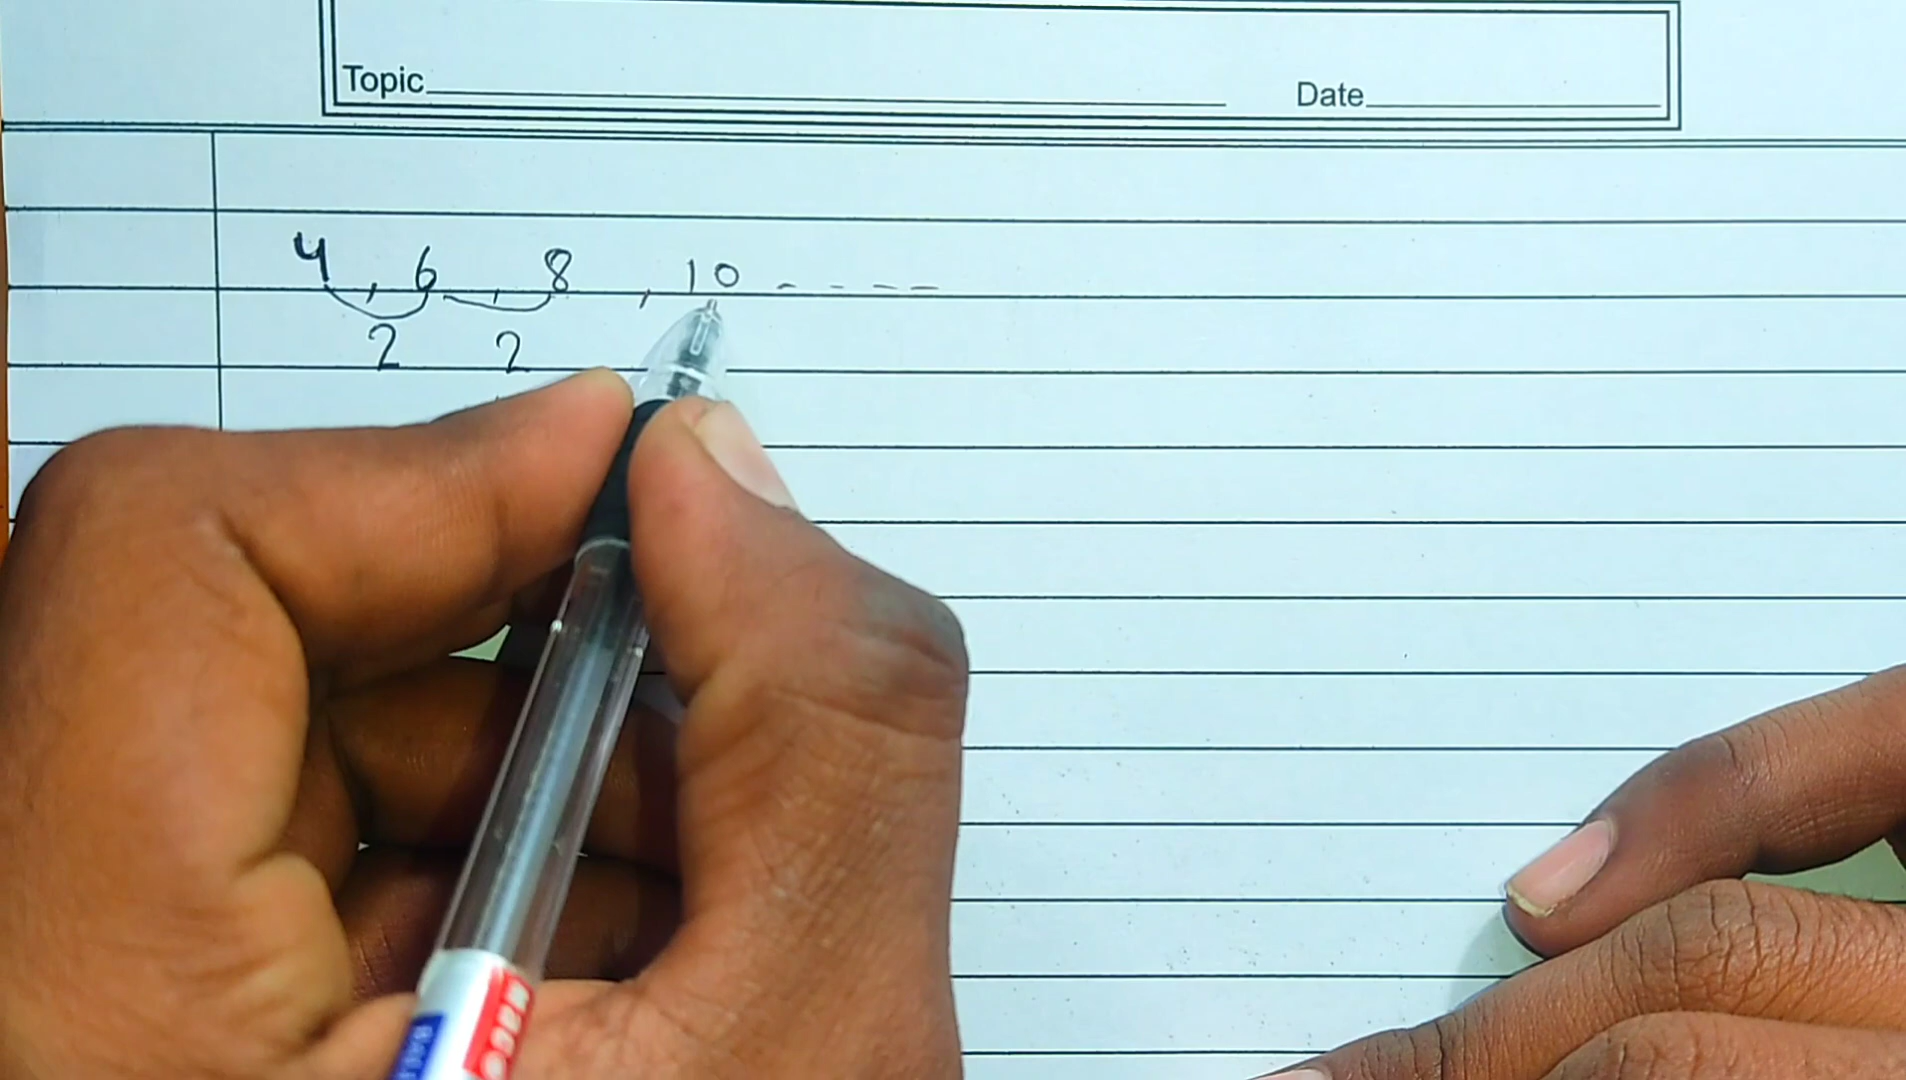 Topic Date
4, 6, 8, 10 - - - -
2 2